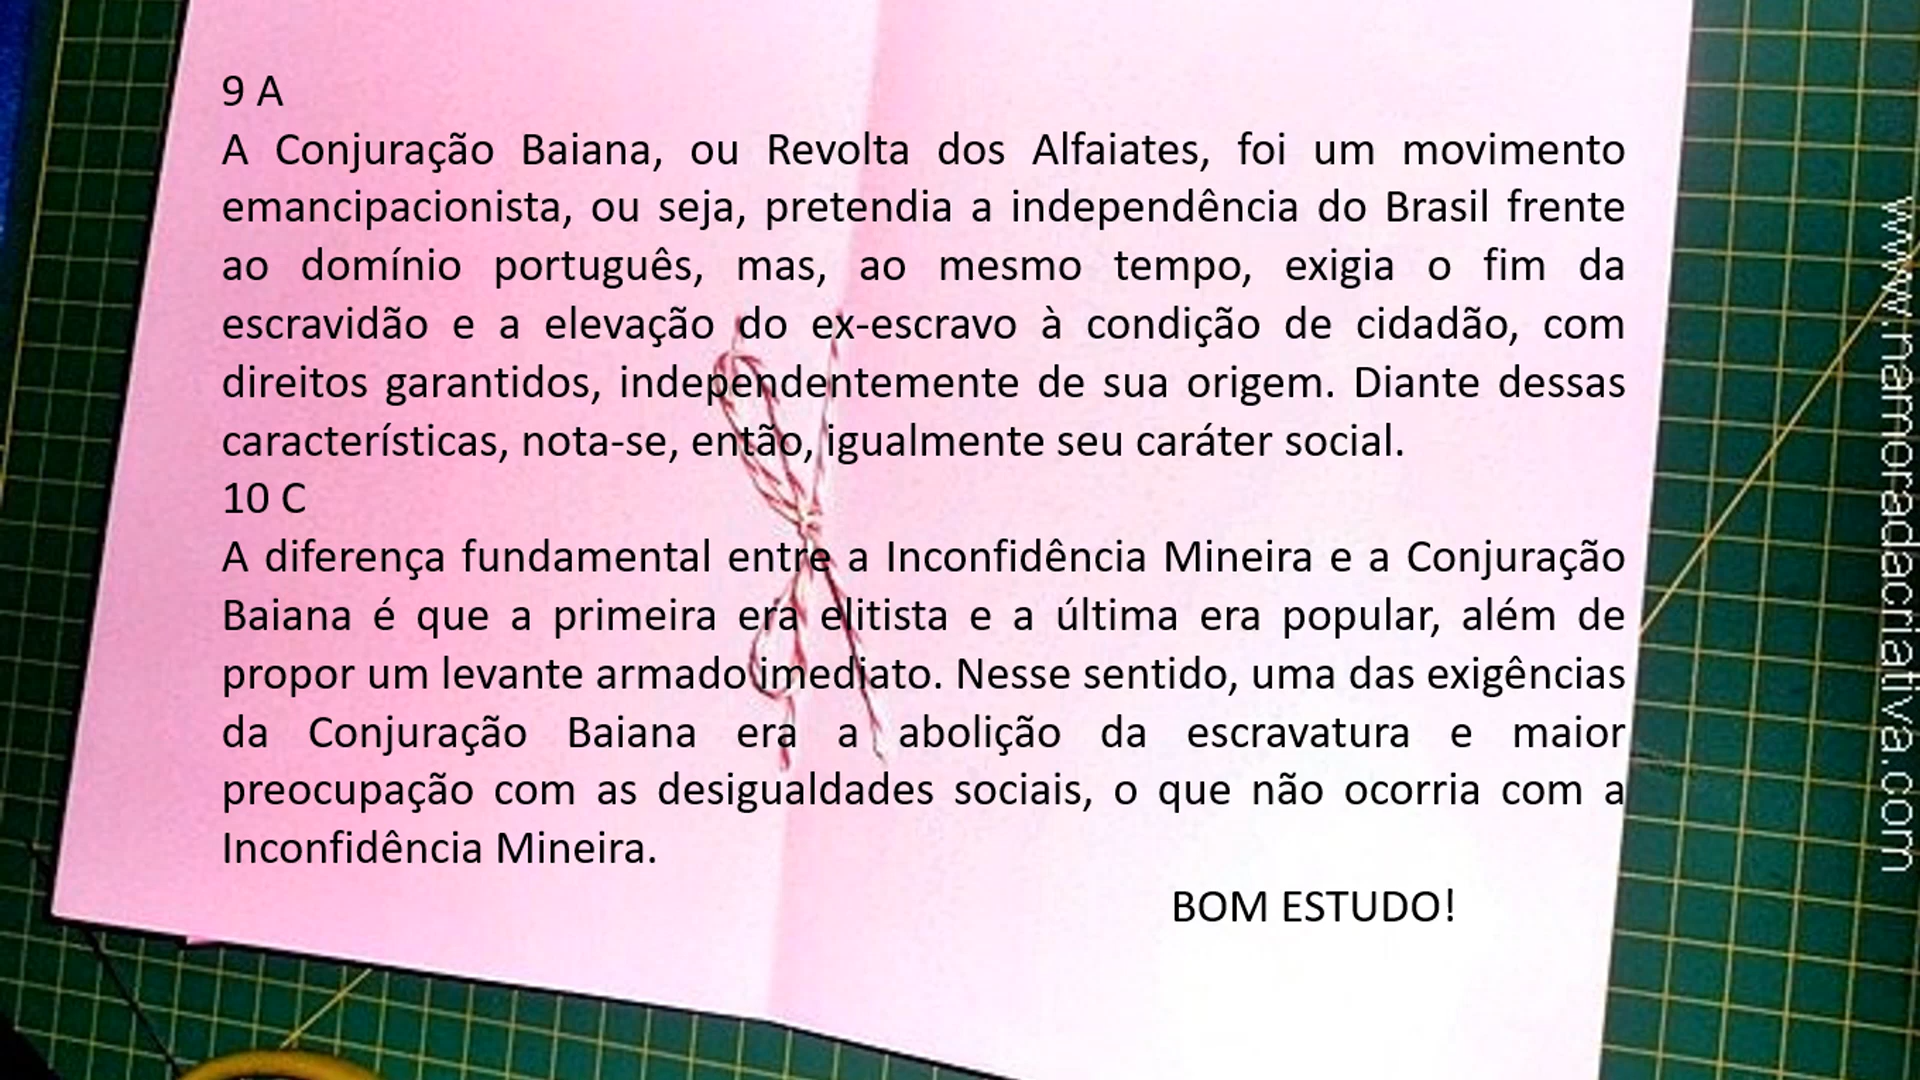 9 A
A Conjuração Baiana, ou Revolta dos Alfaiates, foi um movimento
emancipacionista, ou seja, pretendia a independência do Brasil frente
ao domínio português, mas, ao mesmo tempo, exigia o fim da
escravidão e a elevação do ex-escravo à condição de cidadão, com
direitos garantidos, independentemente de sua origem. Diante dessas
características, nota-se, então, igualmente seu caráter social.
10 C
A diferença fundamental entre a Inconfidência Mineira e a Conjuração
Baiana é que a primeira era elitista e a última era popular, além de
propor um levante armado imediato. Nesse sentido, uma das exigências
da Conjuração Baiana era a abolição da escravatura e maior
preocupação com as desigualdades sociais, o que não ocorria com a
Inconfidência Mineira.
BOM ESTUDO!
www.namoradacriativa.com